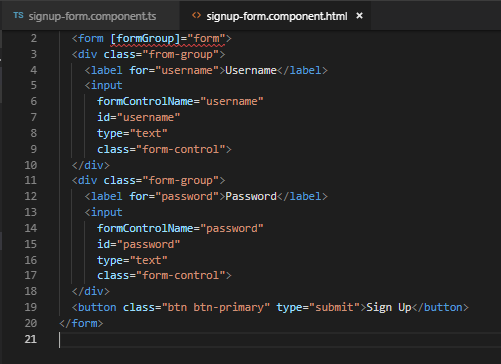 TS signup-form.component.ts <> signup-form.component.html ×
2 <form [formGroup]="form">
3 <div class="from-group">
4 <label for="username">Username</label>
5 <input
6 formControlName="username"
7 id="username"
8 type="text"
9 class="form-control">
10 </div>
11 <div class="form-group">
12 <label for="password">Password</label>
13 <input
14 formControlName="password"
15 id="password"
16 type="text"
17 class="form-control">
18 </div>
19 <button class="btn btn-primary" type="submit">Sign Up</button>
20 </form>
21